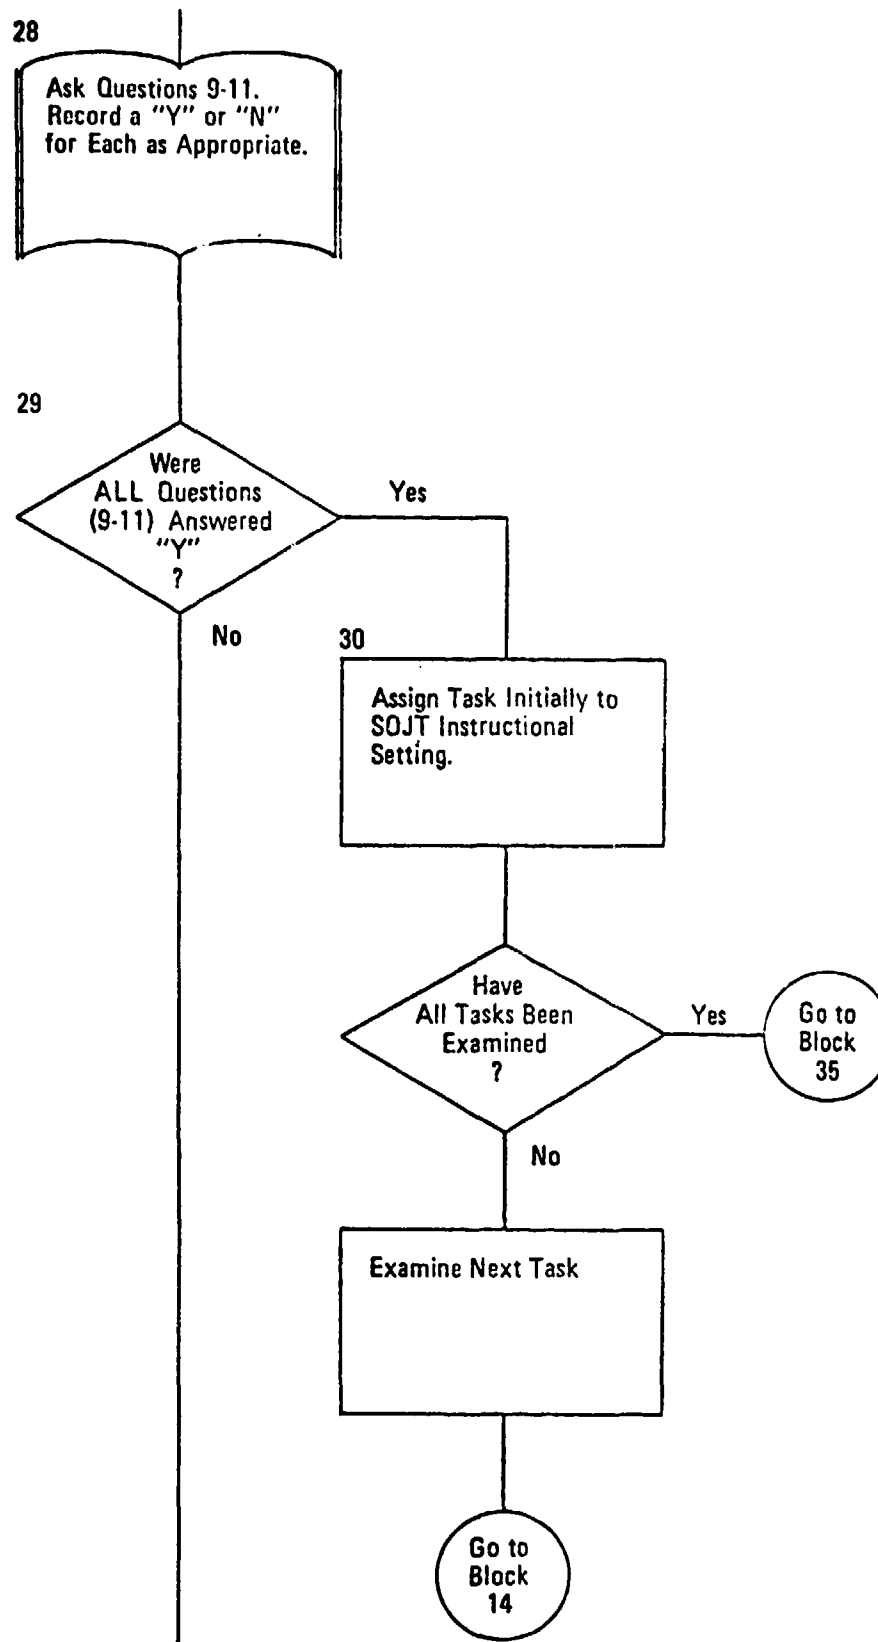 28
Ask Questions 9-11.
Record a "Y" or "N"
for Each as Appropriate.
29
Were
ALL Questions
(9-11) Answered
"Y"
?
Yes
No
30
Assign Task Initially to
SOJT Instructional
Setting.
Have
All Tasks Been
Examined
?
Yes
Go to
Block
35
No
Examine Next Task
Go to
Block
14